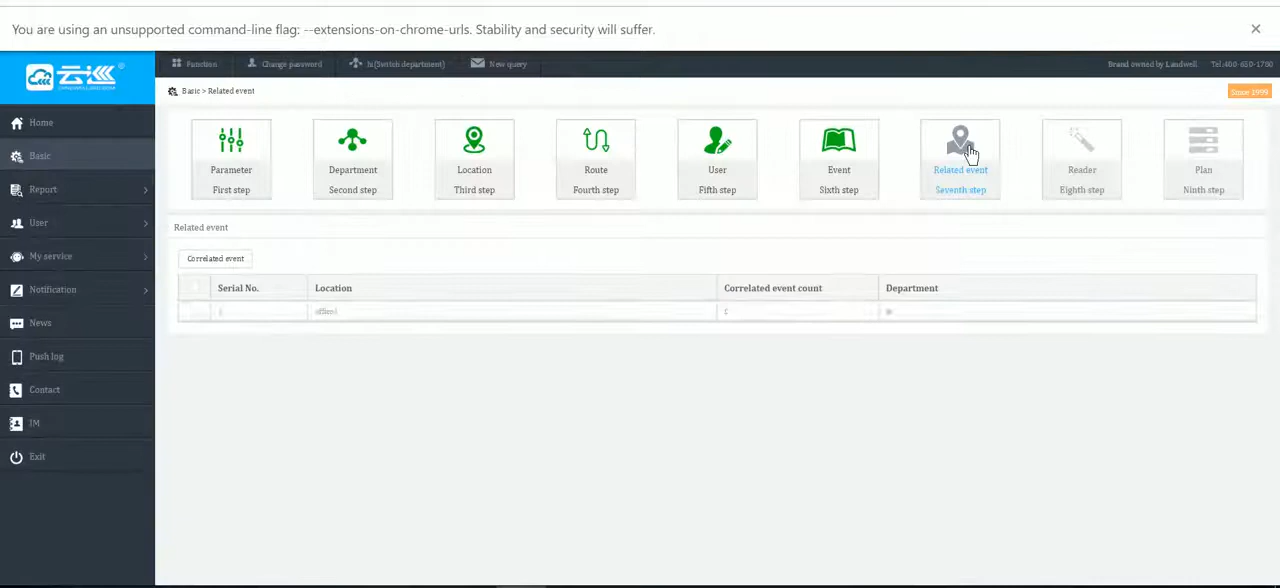 You are using an unsupported command-line flag: --extensions-on-chrome-urls. Stability and security will suffer.
云巡
Function
Change password
hi(Switch department)
New query
Brand owned by Landwell
Tel:400-650-1700
Basic > Related event
Since 1999
Home
Basic
Report
User
My service
Notification
News
Push log
Contact
IM
Exit
Parameter
First step
Department
Second step
Location
Third step
Route
Fourth step
User
Fifth step
Event
Sixth step
Related event
Seventh step
Reader
Eighth step
Plan
Ninth step
Related event
Correlated event
Serial No. Location Correlated event count Department